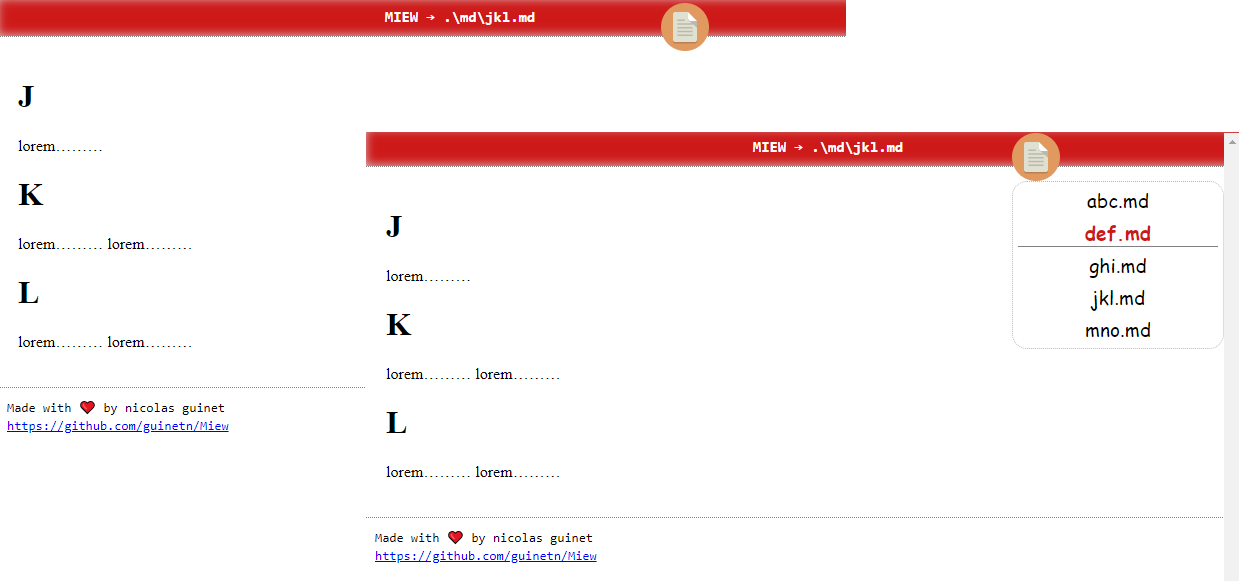 MIEW → .\md\jkl.md
J
lorem………
K
lorem……… lorem………
L
lorem……… lorem………
Made with ❤ by nicolas guinet
https://github.com/guinetn/Miew
MIEW → .\md\jkl.md
abc.md
def.md
ghi.md
jkl.md
mno.md
J
lorem………
K
lorem……… lorem………
L
lorem……… lorem………
Made with ❤ by nicolas guinet
https://github.com/guinetn/Miew